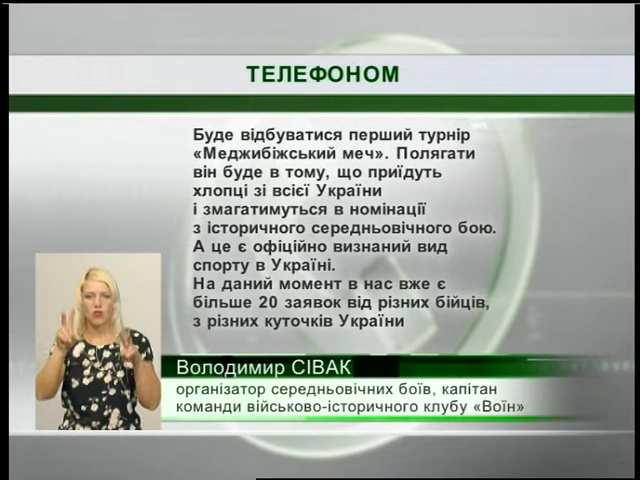 ТЕЛЕФОНОМ
Буде відбуватися перший турнір
«Меджибіжський меч». Полягати
він буде в тому, що приїдуть
хлопці зі всієї України
і змагатимуться в номінації
з історичного середньовічного бою.
А це є офіційно визнаний вид
спорту в Україні.
На даний момент в нас вже є
більше 20 заявок від різних бійців,
з різних куточків України
Володимир СІВАК
організатор середньовічних боїв, капітан
команди військово-історичного клубу «Воїн»